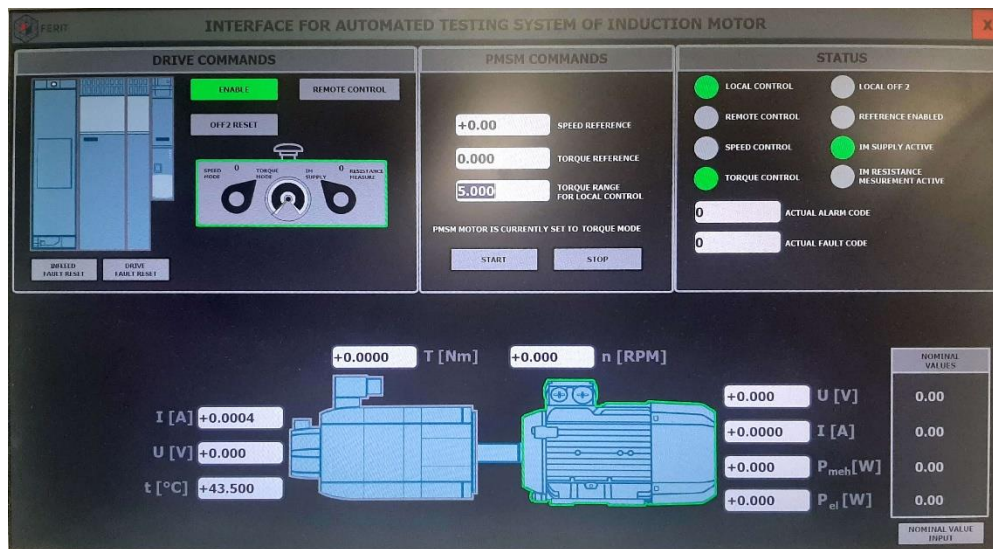 FERIT
INTERFACE FOR AUTOMATED TESTING SYSTEM OF INDUCTION MOTOR
X
DRIVE COMMANDS
ENABLE
REMOTE CONTROL
OFF2 RESET
SPEED MODE
0
TORQUE MODE
IM SUPPLY
0
RESISTANCE MEASURE
INFEED FAULT RESET
DRIVE FAULT RESET
PMSM COMMANDS
+0.00
SPEED REFERENCE
0.000
TORQUE REFERENCE
5.000
TORQUE RANGE
FOR LOCAL CONTROL
PMSM MOTOR IS CURRENTLY SET TO TORQUE MODE
START
STOP
STATUS
LOCAL CONTROL
LOCAL OFF 2
REMOTE CONTROL
REFERENCE ENABLED
SPEED CONTROL
IM SUPPLY ACTIVE
TORQUE CONTROL
IM RESISTANCE
MESUREMENT ACTIVE
0
ACTUAL ALARM CODE
0
ACTUAL FAULT CODE
+0.0000 T [Nm]
+0.000 n [RPM]
I [A] +0.0004
U [V] +0.000
t [°C] +43.500
+0.000 U [V]
+0.0000 I [A]
+0.000 Pmeh[W]
+0.000 Pel [W]
NOMINAL
VALUES
0.00
0.00
0.00
0.00
NOMINAL VALUE
INPUT